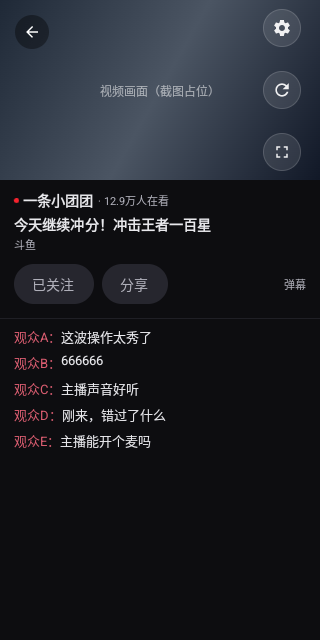 视频画面（截图占位）
一条小团团 · 12.9万人在看
今天继续冲分！冲击王者一百星
斗鱼
已关注 分享 弹幕
观众A：这波操作太秀了
观众B：666666
观众C：主播声音好听
观众D：刚来，错过了什么
观众E：主播能开个麦吗